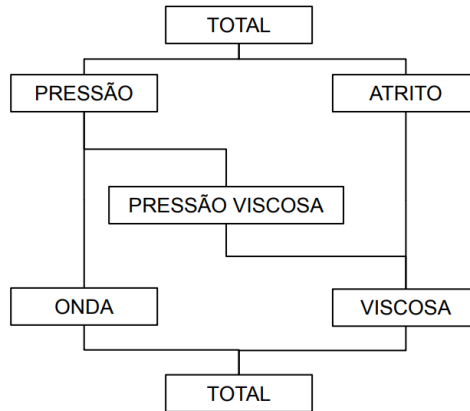 TOTAL
PRESSÃO
ATRITO
PRESSÃO VISCOSA
ONDA
VISCOSA
TOTAL